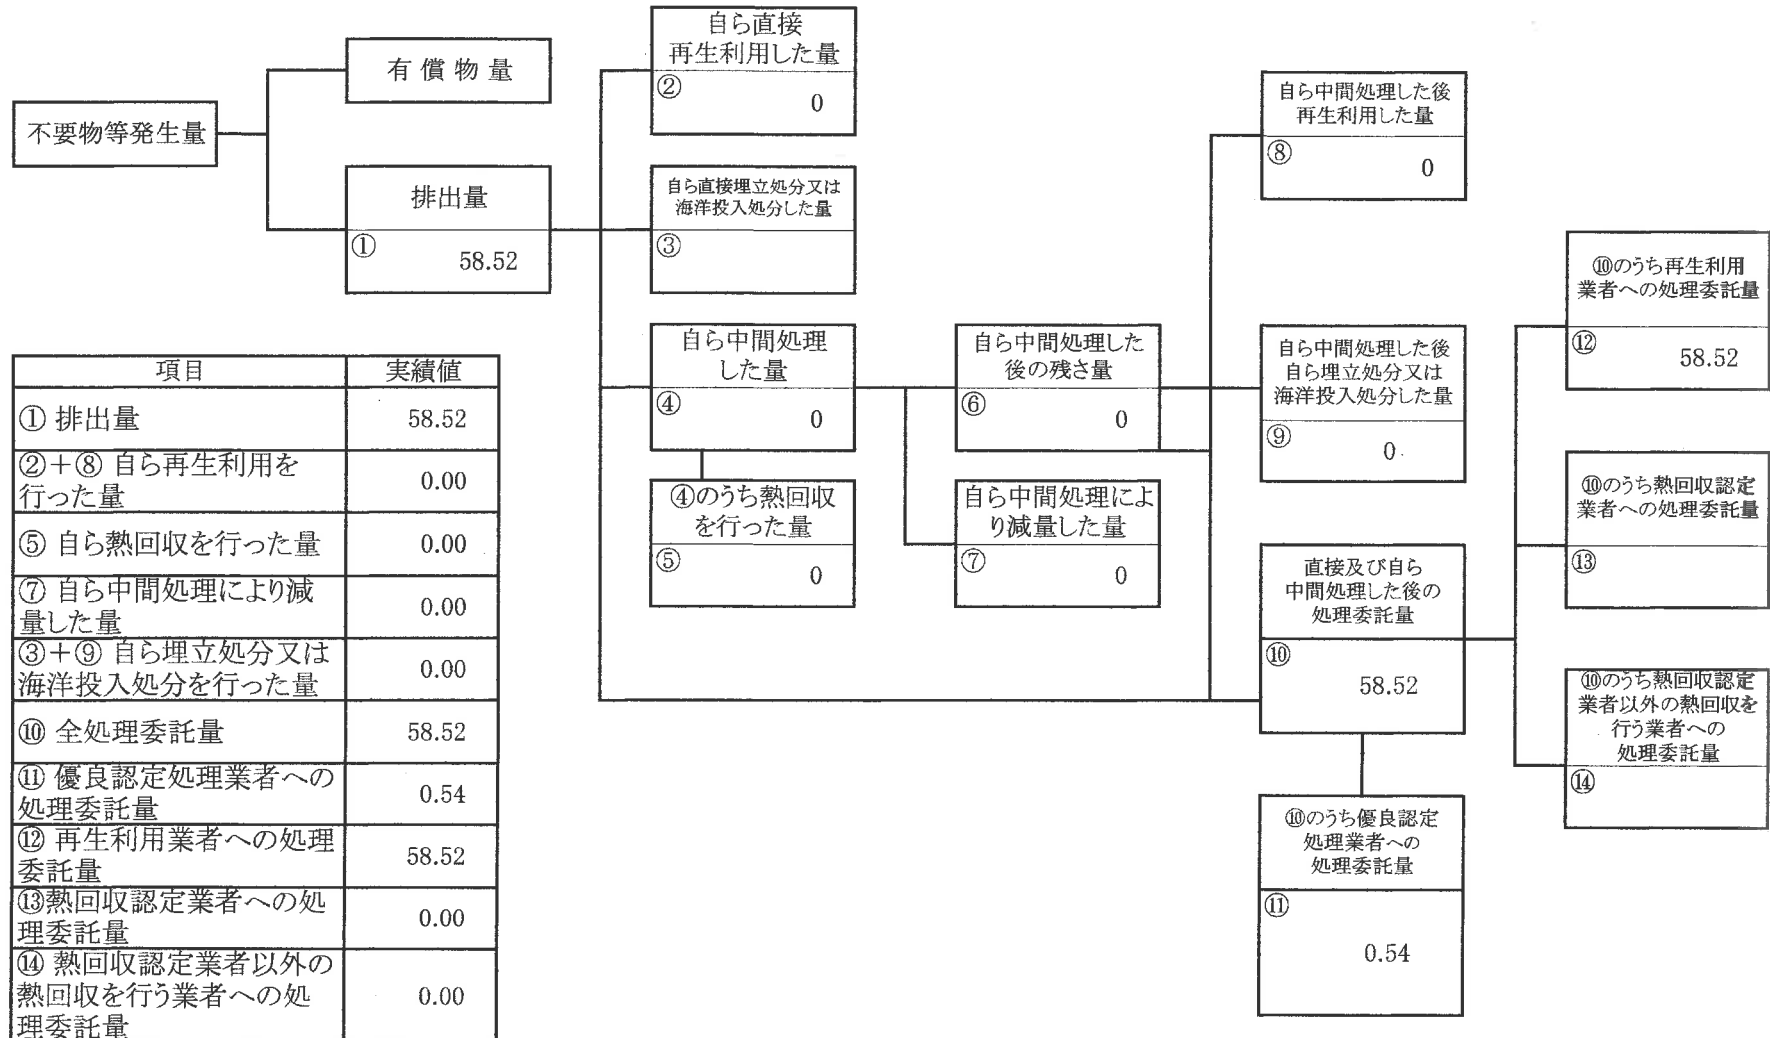 不要物等発生量
有償物量
排出量
①
58.52
自ら直接
再生利用した量
②
0
自ら直接埋立処分又は
海洋投入処分した量
③
自ら中間処理
した量
④
0
④のうち熱回収
を行った量
⑤
0
自ら中間処理した
後の残さ量
⑥
0
自ら中間処理によ
り減量した量
⑦
0
自ら中間処理した後
再生利用した量
⑧
0
自ら中間処理した後
自ら埋立処分又は
海洋投入処分した量
⑨
0
直接及び自ら
中間処理した後の
処理委託量
⑩
58.52
⑩のうち優良認定
処理業者への
処理委託量
⑪
0.54
⑩のうち再生利用
業者への処理委託量
⑫
58.52
⑩のうち熱回収認定
業者への処理委託量
⑬
⑩のうち熱回収認定
業者以外の熱回収を
行う業者への
処理委託量
⑭
項目 実績値
① 排出量 58.52
②+⑧ 自ら再生利用を
行った量 0.00
⑤ 自ら熱回収を行った量 0.00
⑦ 自ら中間処理により減
量した量 0.00
③+⑨ 自ら埋立処分又は
海洋投入処分を行った量 0.00
⑩ 全処理委託量 58.52
⑪ 優良認定処理業者への
処理委託量 0.54
⑫ 再生利用業者への処理
委託量 58.52
⑬熱回収認定業者への処
理委託量 0.00
⑭ 熱回収認定業者以外の
熱回収を行う業者への処 0.00
理委託量